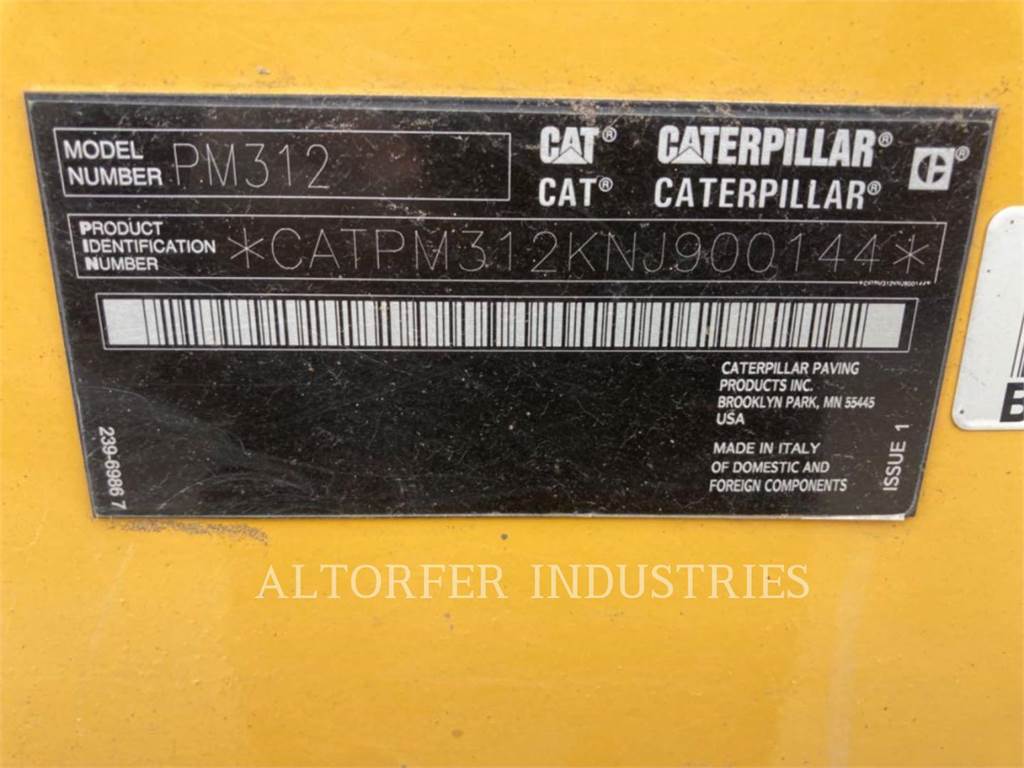 MODEL NUMBER PM312
CAT® CATERPILLAR®
CAT® CATERPILLAR®
C®
PRODUCT
IDENTIFICATION
NUMBER
*CATPM312KNJ900144*
CATERPILLAR PAVING
PRODUCTS INC.
BROOKLYN PARK, MN 55445
USA
MADE IN ITALY
OF DOMESTIC AND
FOREIGN COMPONENTS
239-6986 7
ISSUE 1
B
ALTORFER INDUSTRIES